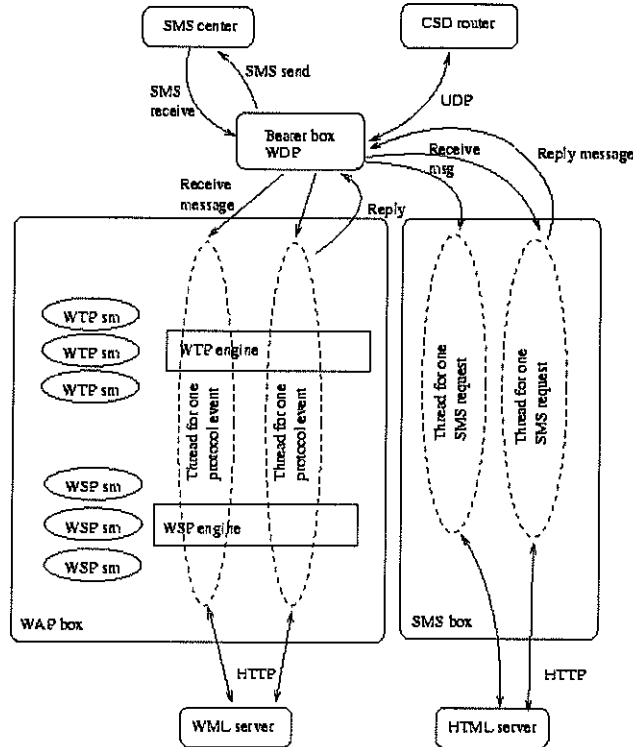 SMS center
CSD router
SMS send
SMS
receive
UDP
Bearer box
WDP
Receive
msg
Reply message
Receive
message
Reply
WTP sm
WTP sm
WTP sm
WTP engine
Thread for one
protocol event
Thread for one
protocol event
Thread for one
SMS request
Thread for one
SMS request
WSP sm
WSP sm
WSP sm
WSP engine
WAP box
SMS box
HTTP
HTTP
WML server
HTML server